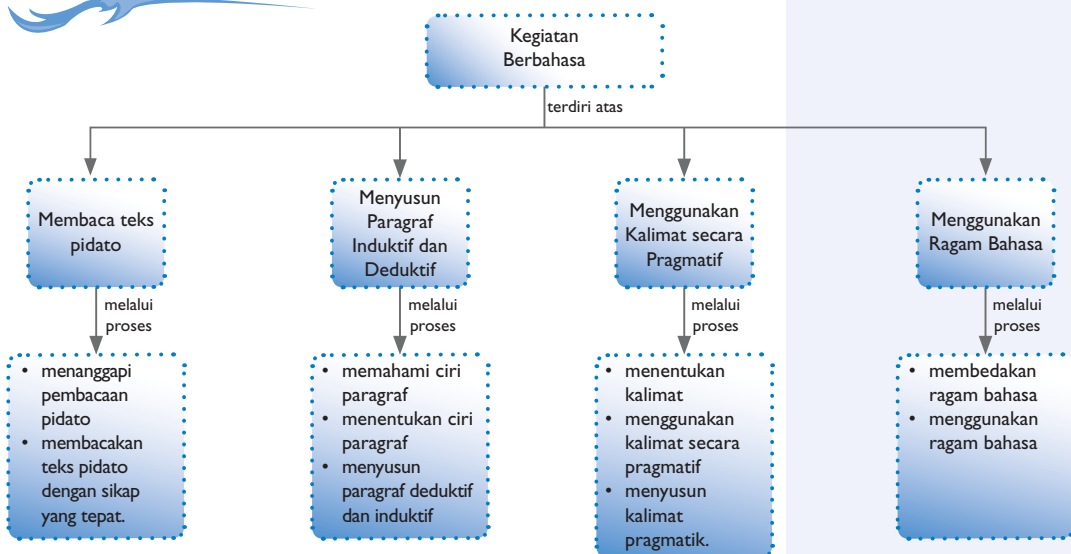 Kegiatan
Berbahasa
terdiri atas
Membaca teks
pidato
melalui
proses
• menanggapi
pembacaan
pidato
• membacakan
teks pidato
dengan sikap
yang tepat.
Menyusun
Paragraf
Induktif dan
Deduktif
melalui
proses
• memahami ciri
paragraf
• menentukan ciri
paragraf
• menyusun
paragraf deduktif
dan induktif
Menggunakan
Kalimat secara
Pragmatif
melalui
proses
• menentukan
kalimat
• menggunakan
kalimat secara
pragmatif
• menyusun
kalimat
pragmatik.
Menggunakan
Ragam Bahasa
melalui
proses
• membedakan
ragam bahasa
• menggunakan
ragam bahasa